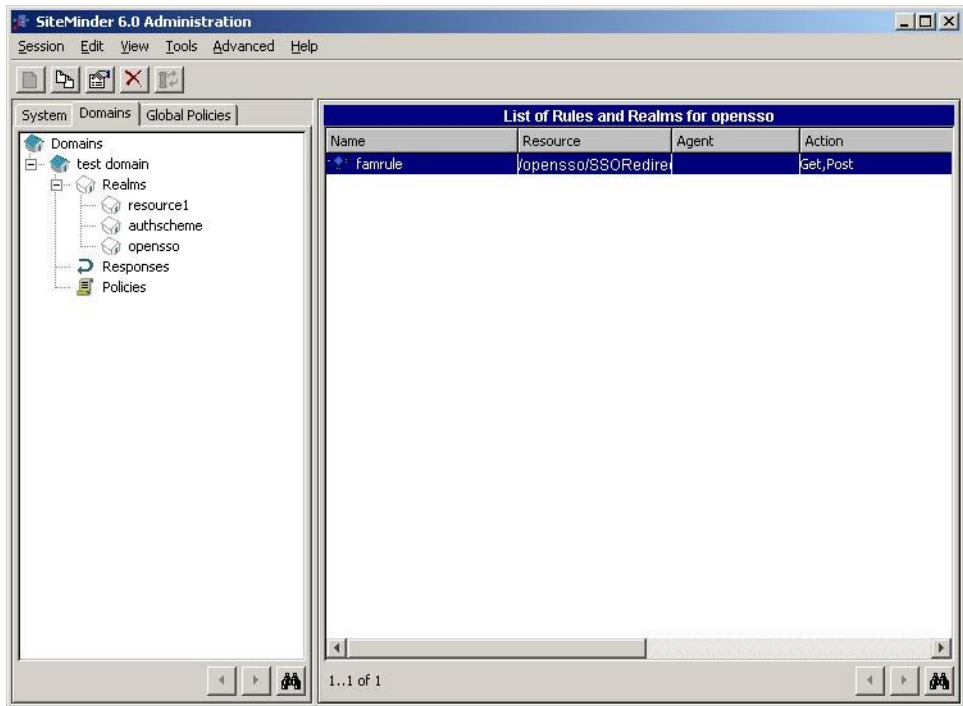 SiteMinder 6.0 Administration
Session Edit View Tools Advanced Help
System Domains Global Policies
Domains
test domain
Realms
resource1
authscheme
opensso
Responses
Policies
List of Rules and Realms for opensso
Name Resource Agent Action
famrule /opensso/SSORedire Get,Post
1..1 of 1